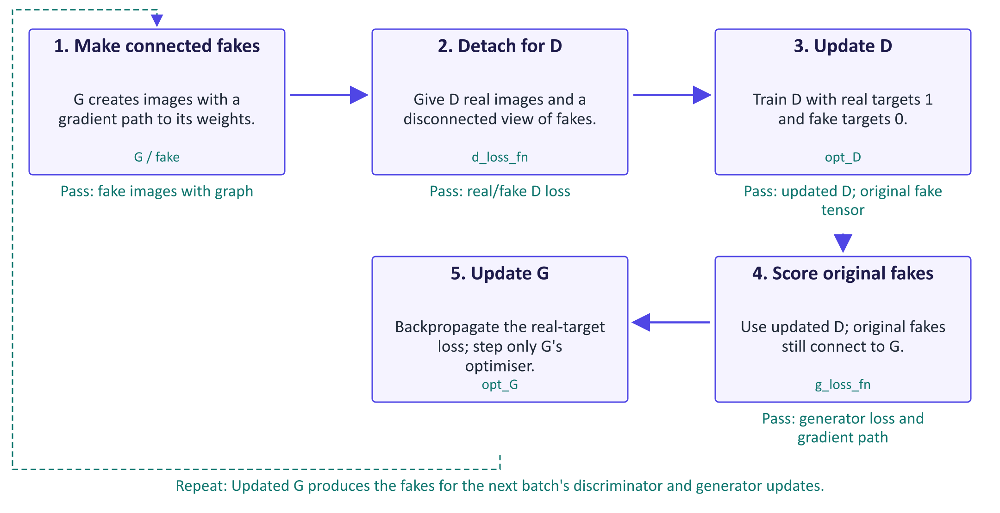 1. Make connected fakes
G creates images with a
gradient path to its weights.
G / fake
Pass: fake images with graph
2. Detach for D
Give D real images and a
disconnected view of fakes.
d_loss_fn
Pass: real/fake D loss
3. Update D
Train D with real targets 1
and fake targets 0.
opt_D
Pass: updated D; original fake
tensor
4. Score original fakes
Use updated D; original fakes
still connect to G.
g_loss_fn
Pass: generator loss and
gradient path
5. Update G
Backpropagate the real-target
loss; step only G's
optimiser.
opt_G
Repeat: Updated G produces the fakes for the next batch's discriminator and generator updates.